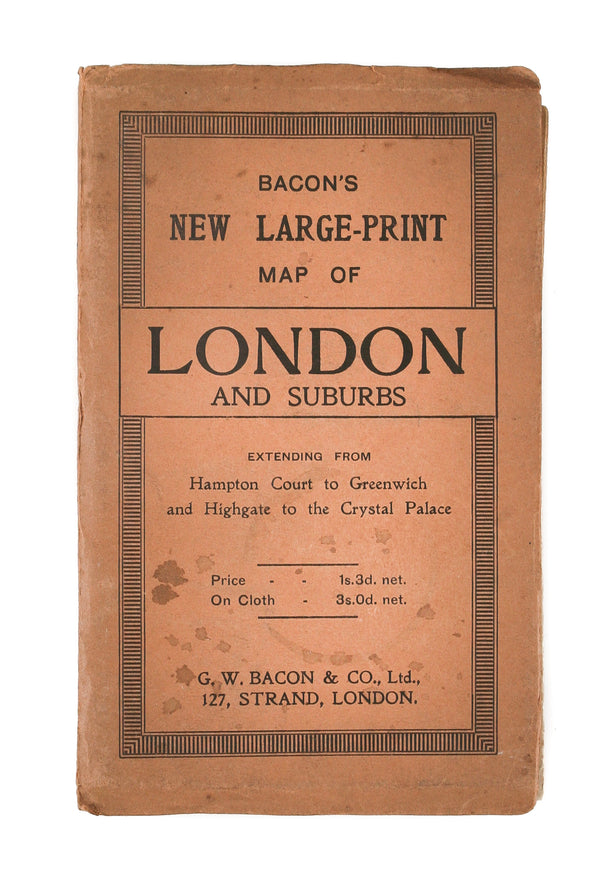 BACON'S
NEW LARGE-PRINT
MAP OF
LONDON
AND SUBURBS
EXTENDING FROM
Hampton Court to Greenwich
and Highgate to the Crystal Palace
Price - - 1s.3d. net.
On Cloth - 3s.0d. net.
G. W. BACON & CO., Ltd.,
127, STRAND, LONDON.